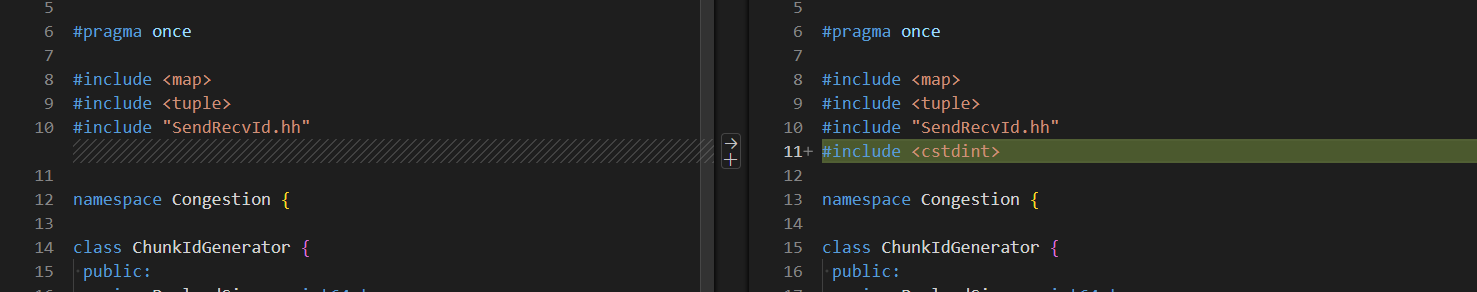 5
6 #pragma once
7
8 #include <map>
9 #include <tuple>
10 #include "SendRecvId.hh"
11
12 namespace Congestion {
13
14 class ChunkIdGenerator {
15 public:
5
6 #pragma once
7
8 #include <map>
9 #include <tuple>
10 #include "SendRecvId.hh"
11+ #include <cstdint>
12
13 namespace Congestion {
14
15 class ChunkIdGenerator {
16 public: